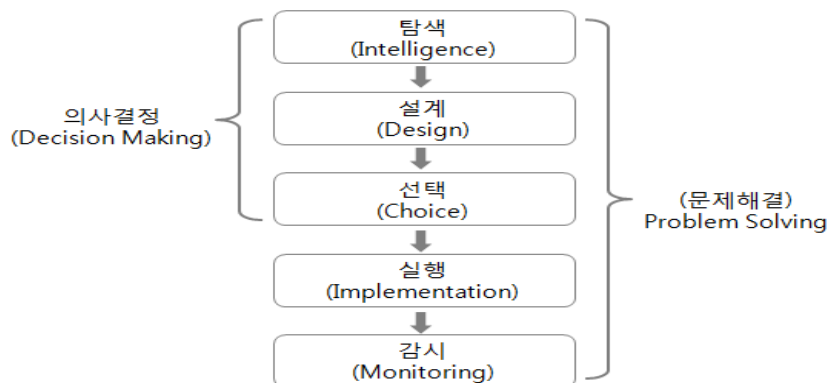 탐색
(Intelligence)
의사결정
(Decision Making)
설계
(Design)
선택
(Choice)
(문제해결)
Problem Solving
실행
(Implementation)
감시
(Monitoring)